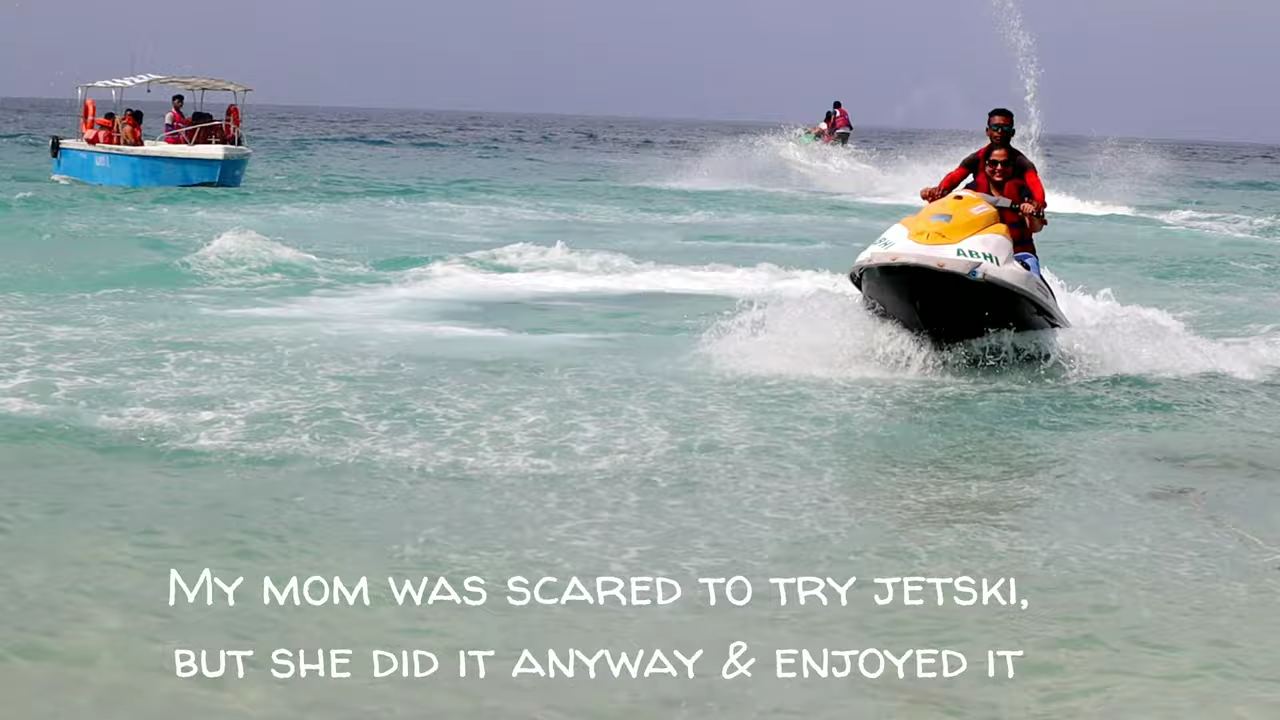 ABHI
MY MOM WAS SCARED TO TRY JETSKI,
BUT SHE DID IT ANYWAY & ENJOYED IT